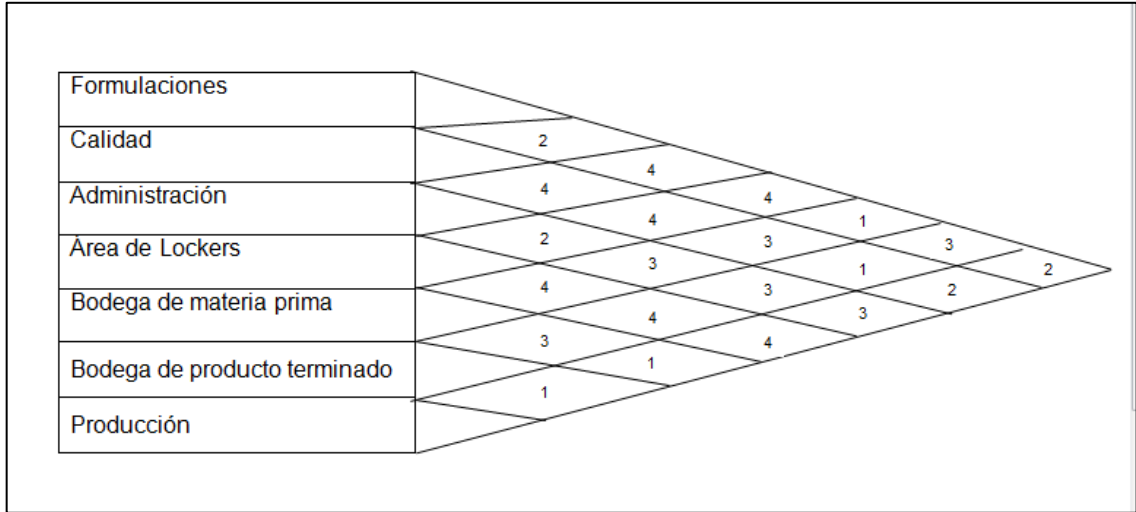 Formulaciones
Calidad
2
4
Administración
4
4
4
1
Área de Lockers
2
3
3
Bodega de materia prima
4
3
1
2
2
Bodega de producto terminado
3
4
3
1
4
Producción
1